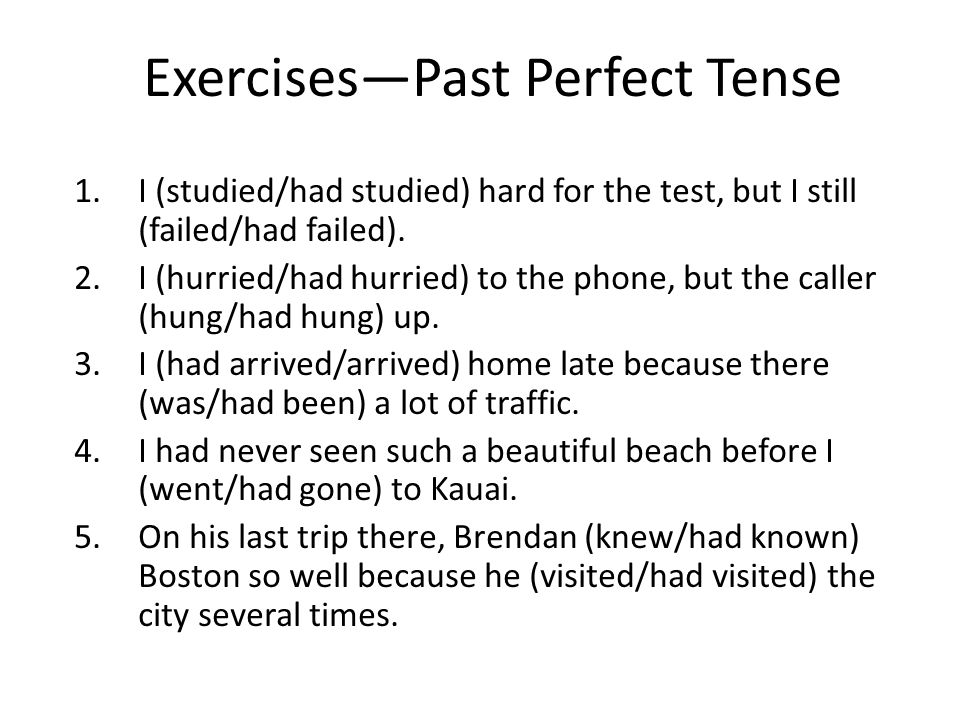 Exercises—Past Perfect Tense
1. I (studied/had studied) hard for the test, but I still
(failed/had failed).
2. I (hurried/had hurried) to the phone, but the caller
(hung/had hung) up.
3. I (had arrived/arrived) home late because there
(was/had been) a lot of traffic.
4. I had never seen such a beautiful beach before I
(went/had gone) to Kauai.
5. On his last trip there, Brendan (knew/had known)
Boston so well because he (visited/had visited) the
city several times.